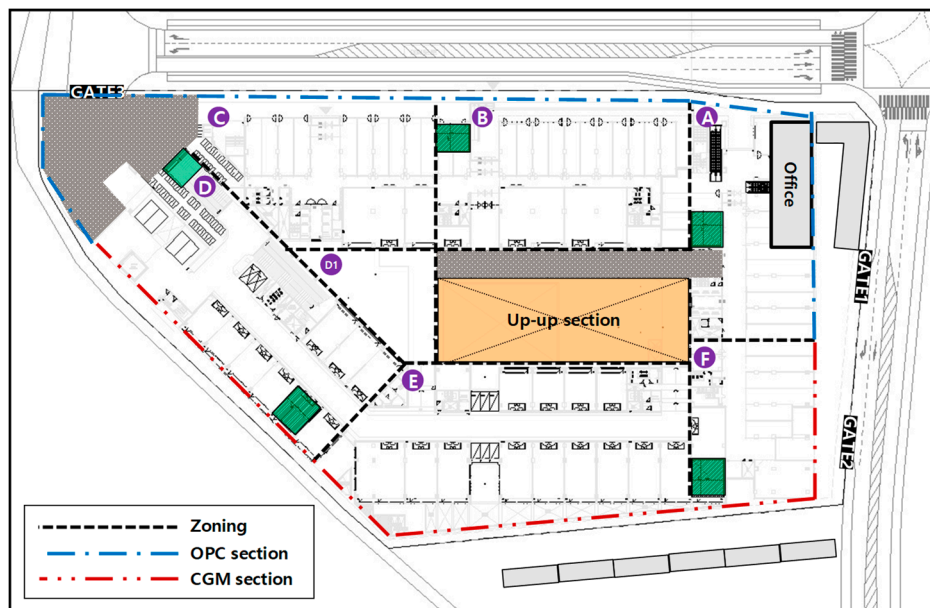 GATE3
C
B
A
D
Office
D1
GATE1
Up-up section
F
E
GATE2
Zoning
OPC section
CGM section